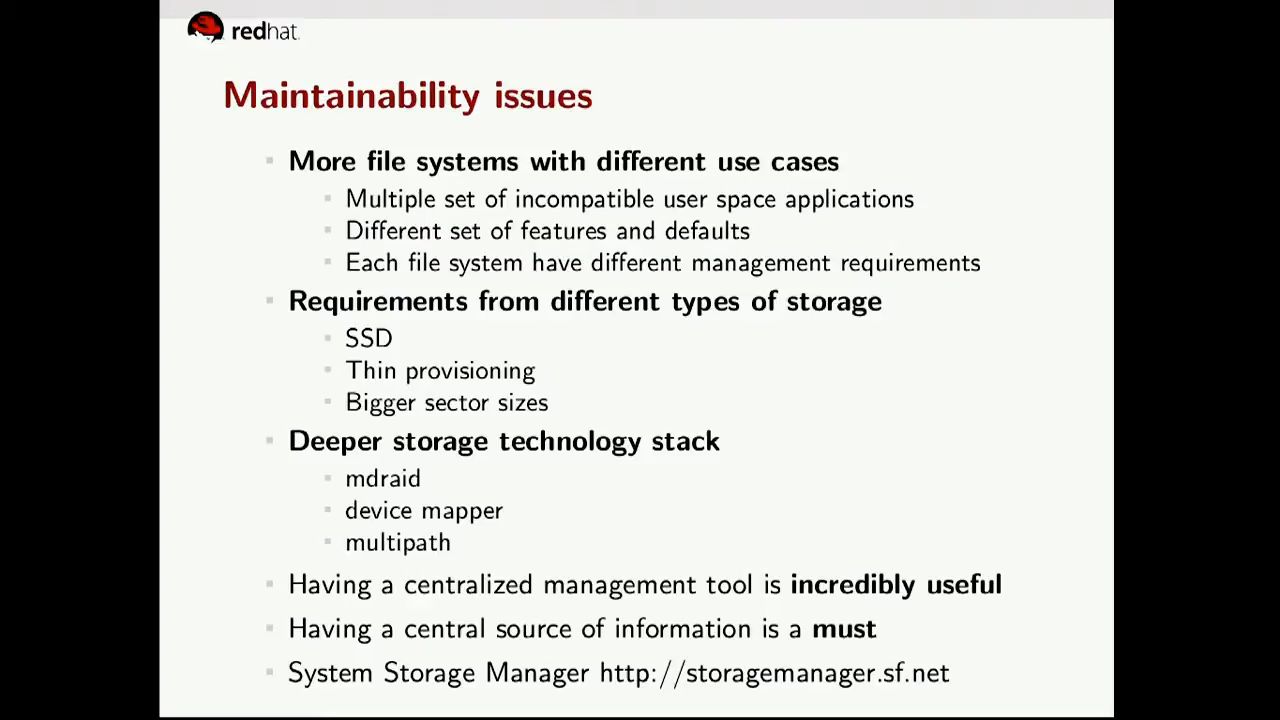 redhat.
Maintainability issues
More file systems with different use cases
Multiple set of incompatible user space applications
Different set of features and defaults
Each file system have different management requirements
Requirements from different types of storage
SSD
Thin provisioning
Bigger sector sizes
Deeper storage technology stack
mdraid
device mapper
multipath
Having a centralized management tool is incredibly useful
Having a central source of information is a must
System Storage Manager http://storagemanager.sf.net